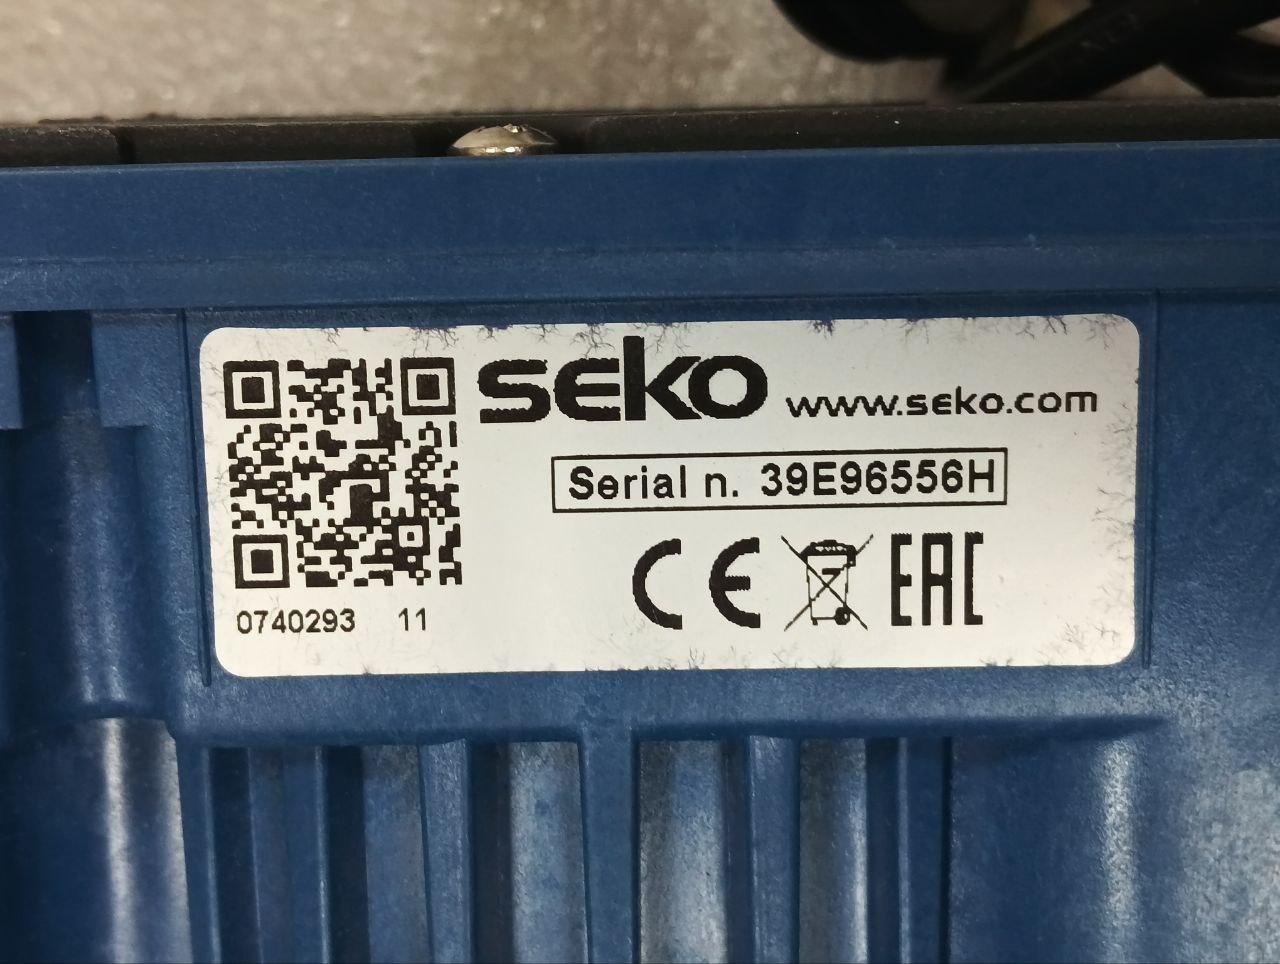 seko www.seko.com
Serial n. 39E96556H
CE EAC
0740293 11